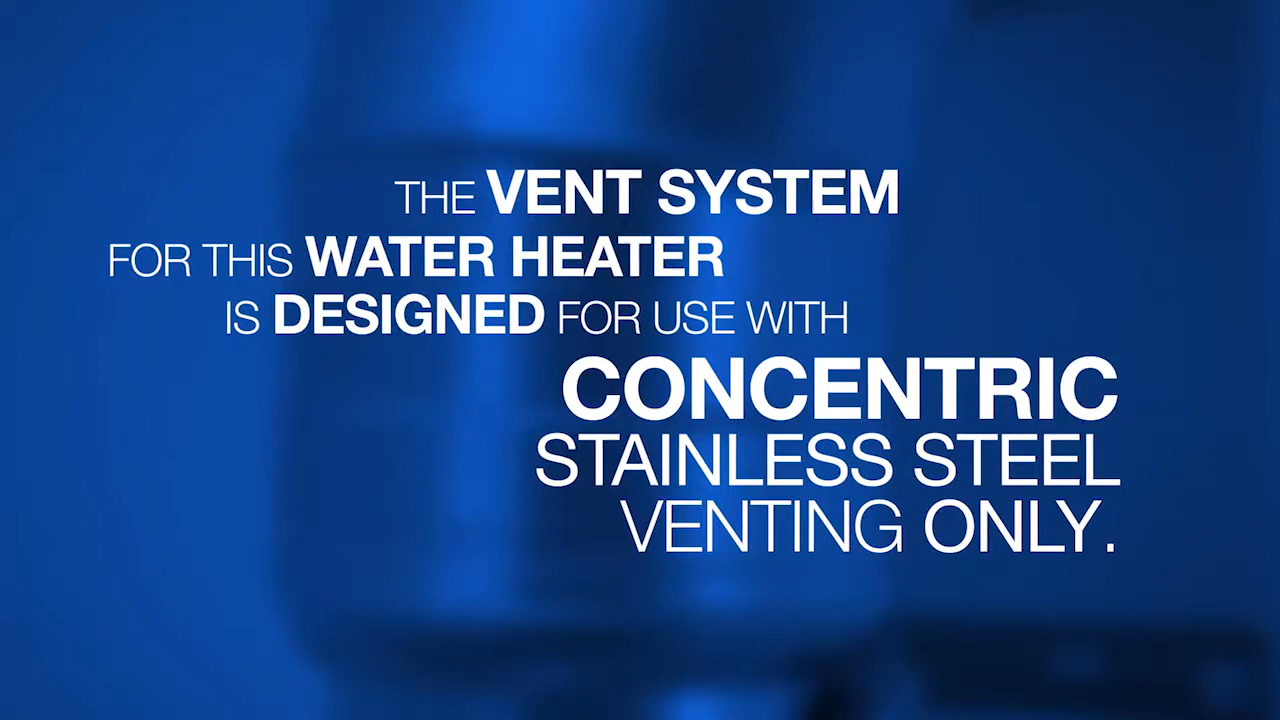 THE VENT SYSTEM
FOR THIS WATER HEATER
IS DESIGNED FOR USE WITH
CONCENTRIC
STAINLESS STEEL
VENTING ONLY.